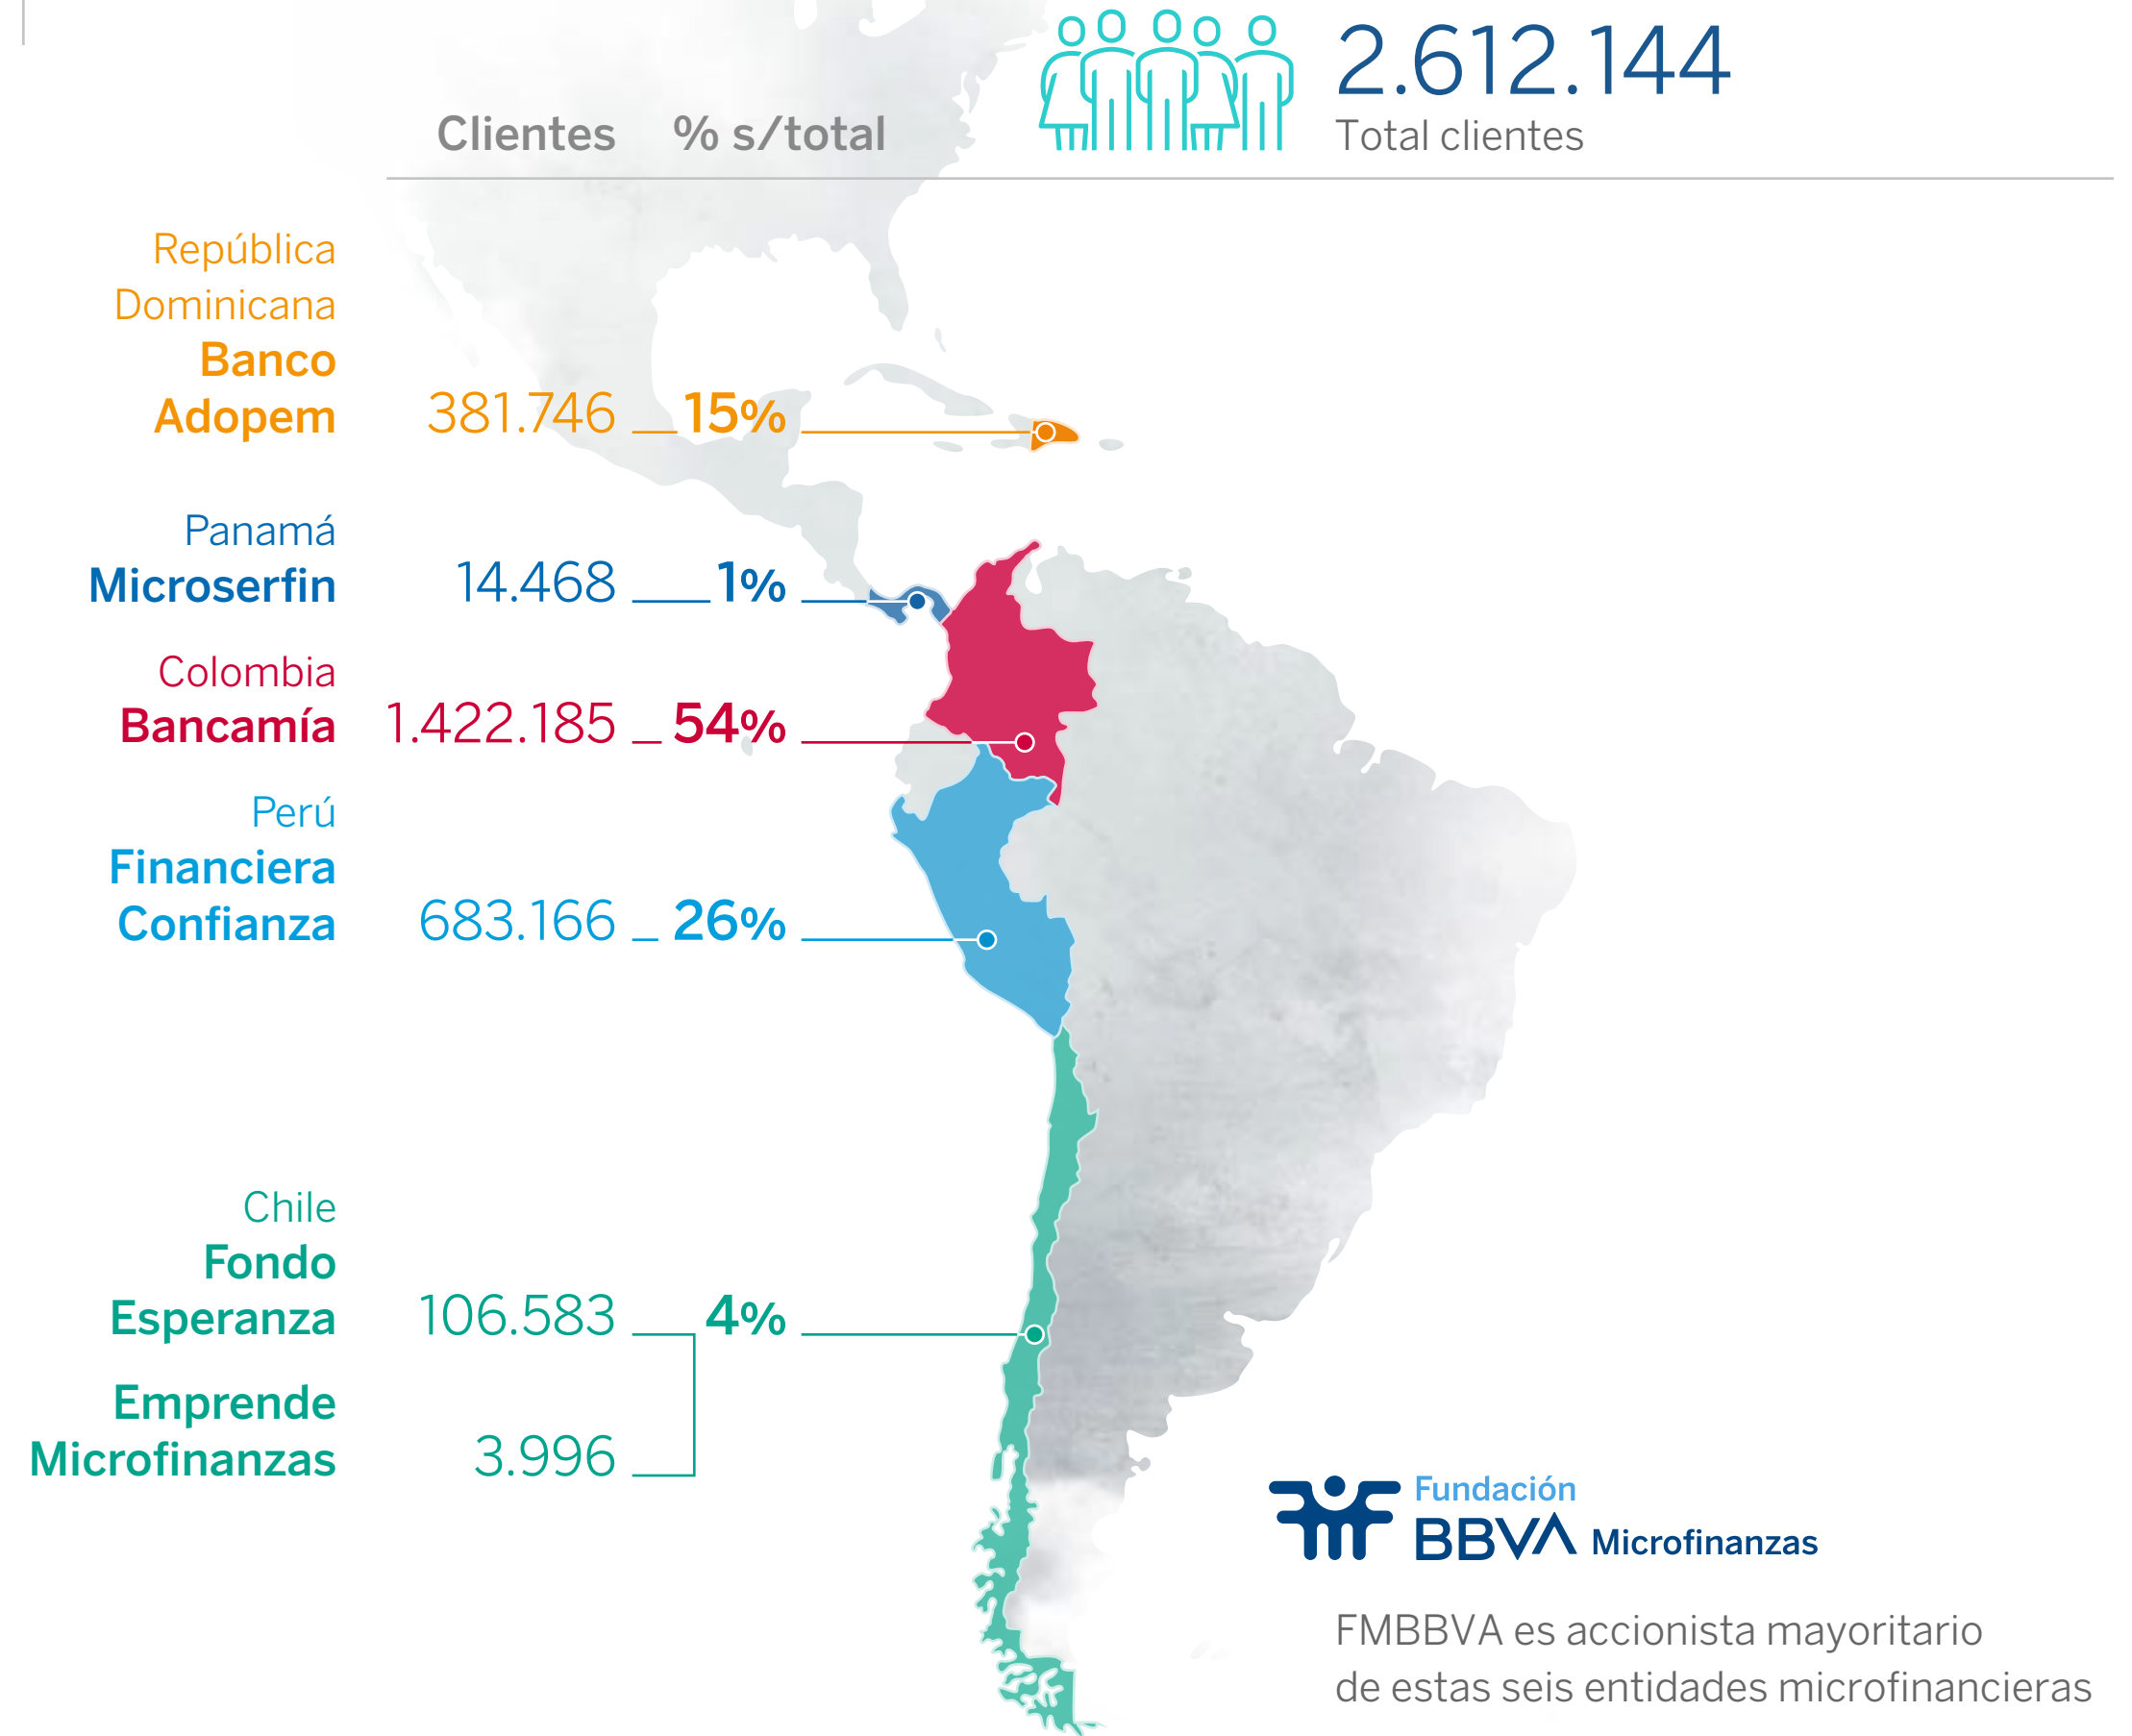 2.612.144
Total clientes
Clientes % s/total
República
Dominicana
Banco
Adopem 381.746 15%
Panamá
Microserfin 14.468 1%
Colombia
Bancamía 1.422.185 54%
Perú
Financiera
Confianza 683.166 26%
Chile
Fondo
Esperanza 106.583 4%
Emprende
Microfinanzas 3.996
Fundación
BBVA Microfinanzas
FMBBVA es accionista mayoritario
de estas seis entidades microfinancieras